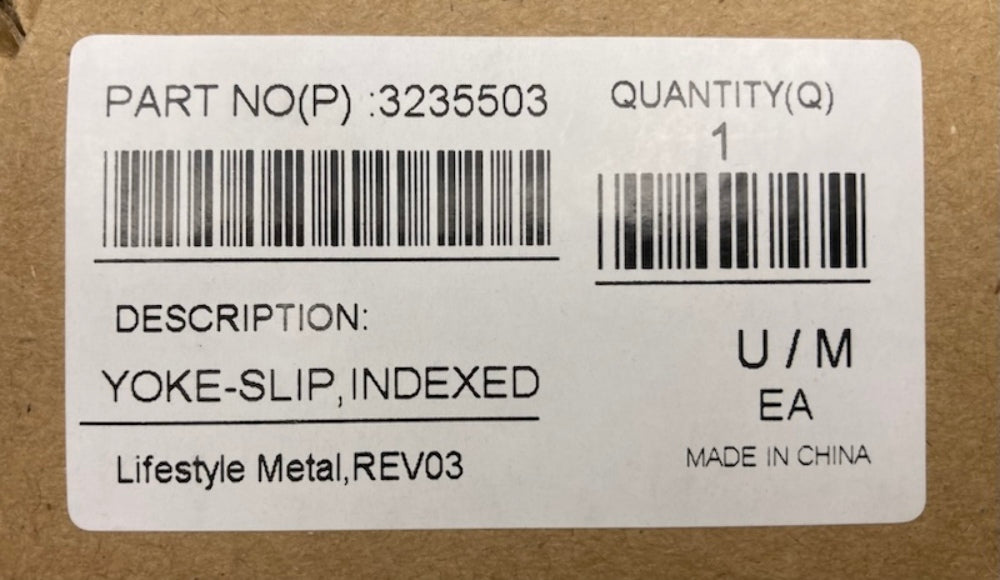 PART NO(P) :3235503
QUANTITY(Q)
1
DESCRIPTION:
YOKE-SLIP,INDEXED
U / M
EA
Lifestyle Metal,REV03
MADE IN CHINA